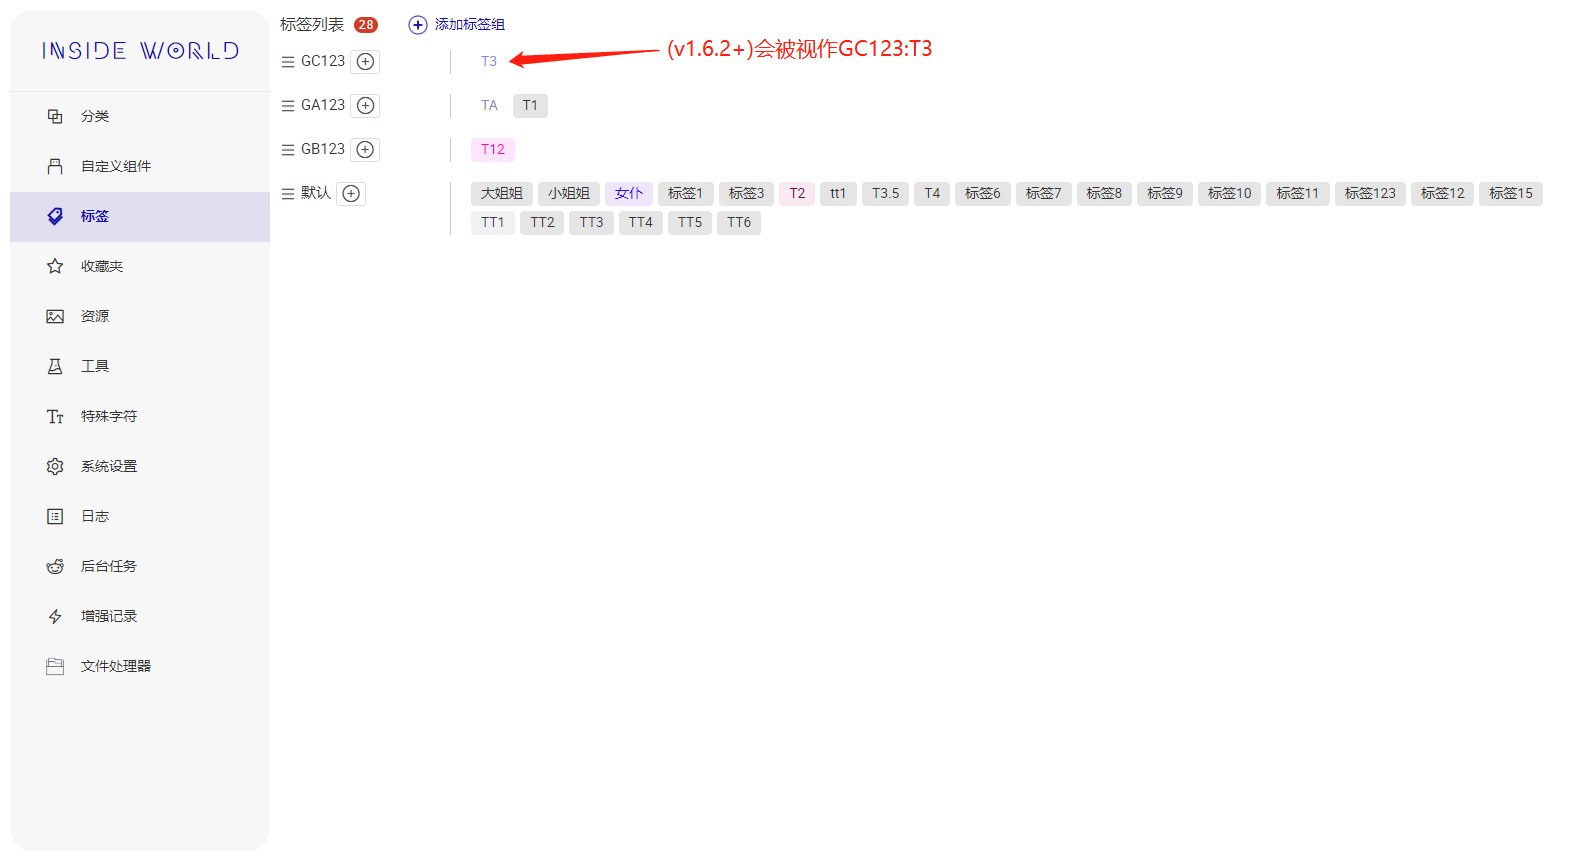 INSIDE WORLD
分类
自定义组件
标签
收藏夹
资源
工具
特殊字符
系统设置
日志
后台任务
增强记录
文件处理器
标签列表 28 添加标签组
GC123 T3 (v1.6.2+)会被视作GC123:T3
GA123 TA T1
GB123 T12
默认 大姐姐 小姐姐 女仆 标签1 标签3 T2 tt1 T3.5 T4 标签6 标签7 标签8 标签9 标签10 标签11 标签123 标签12 标签15
TT1 TT2 TT3 TT4 TT5 TT6